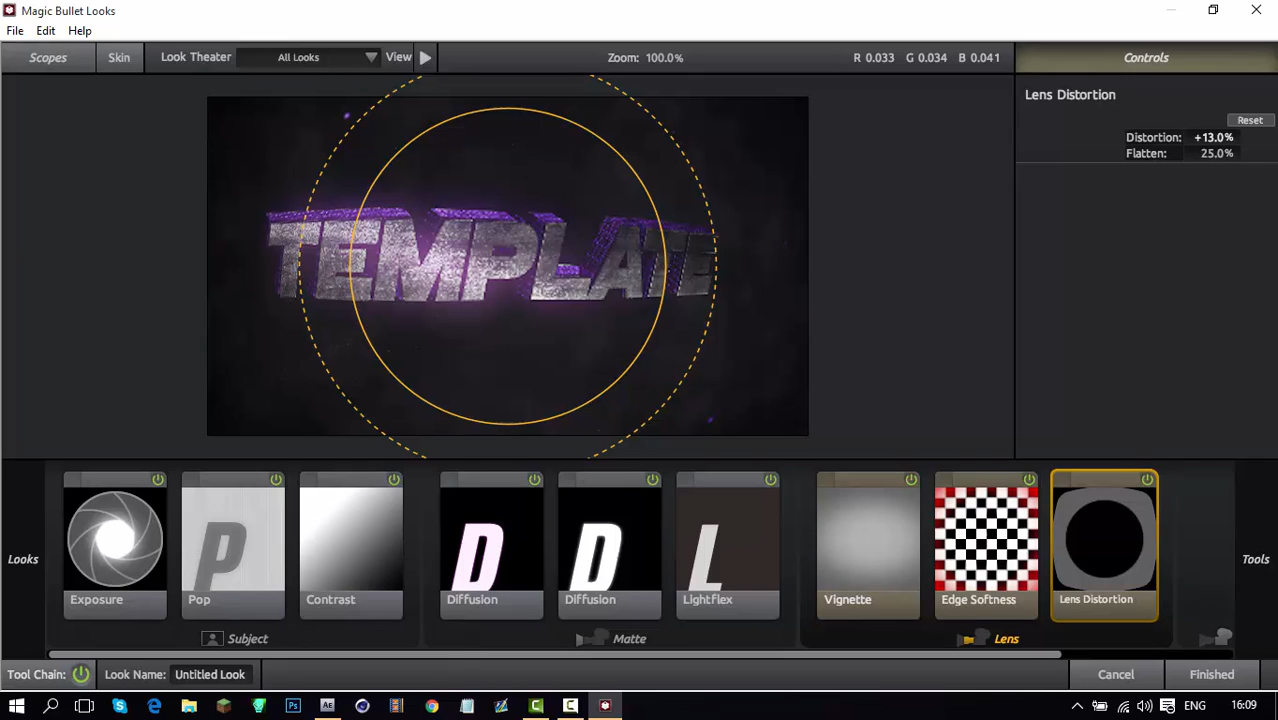 Magic Bullet Looks
File Edit Help
Scopes Skin Look Theater All Looks View Zoom: 100.0% R 0.033 G 0.034 B 0.041 Controls
Lens Distortion
Reset
Distortion: +13.0%
Flatten: 25.0%
TEMPLATE
P D D L
Looks Tools
Exposure Pop Contrast Diffusion Diffusion Lightflex Vignette Edge Softness Lens Distortion
Subject Matte Lens
Tool Chain: Look Name: Untitled Look Cancel Finished
Ps AE 16:09